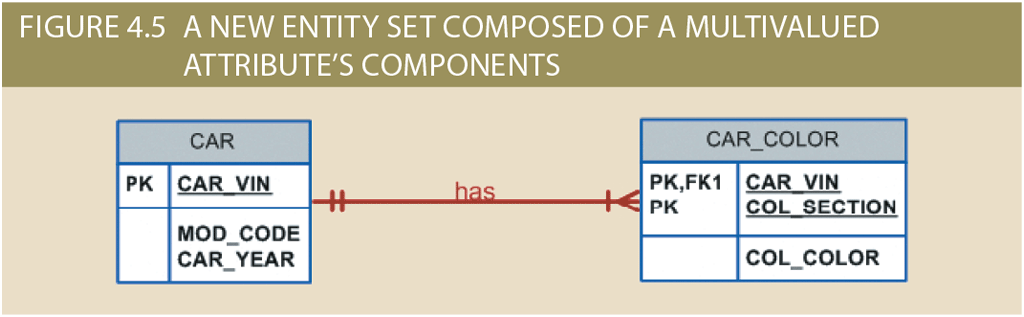 FIGURE 4.5 A NEW ENTITY SET COMPOSED OF A MULTIVALUED
ATTRIBUTE'S COMPONENTS
CAR
PK CAR_VIN
MOD_CODE
CAR_YEAR
has
CAR_COLOR
PK,FK1 CAR_VIN
PK COL_SECTION
COL_COLOR